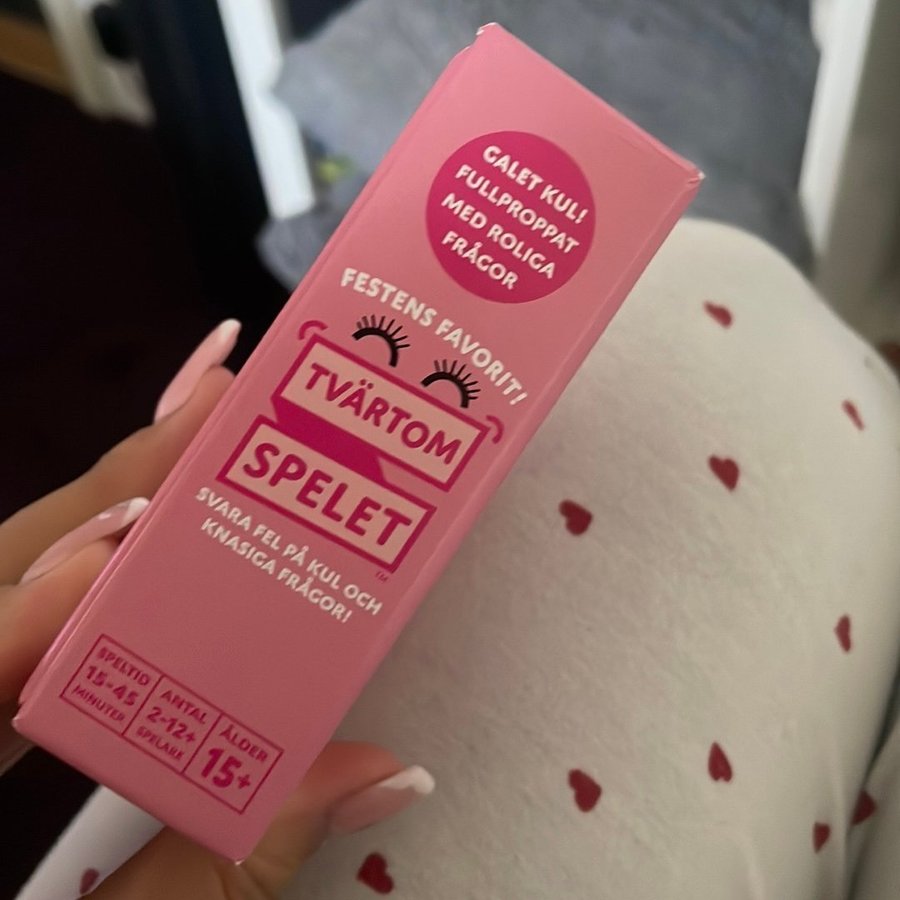 GALET KUL!
FULLPROPPAT
MED ROLIGA
FRÅGOR
FESTENS FAVORIT!
TVÄRTOM
SPELET
TM
SVARA FEL PÅ KUL OCH
KNASIGA FRÅGOR!
SPELTID
15-45
MINUTER
ANTAL
2-12+
SPELARE
ÅLDER
15+